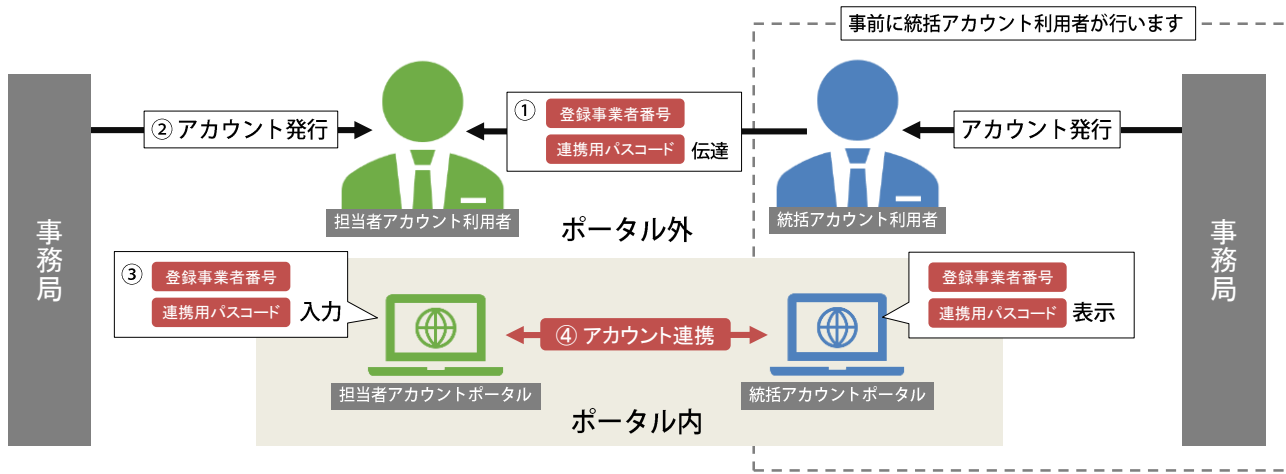 事前に統括アカウント利用者が行います
事務局
② アカウント発行
①
登録事業者番号
連携用パスコード 伝達
アカウント発行
事務局
担当者アカウント利用者
統括アカウント利用者
ポータル外
③
登録事業者番号
連携用パスコード 入力
④ アカウント連携
登録事業者番号
連携用パスコード 表示
担当者アカウントポータル
統括アカウントポータル
ポータル内